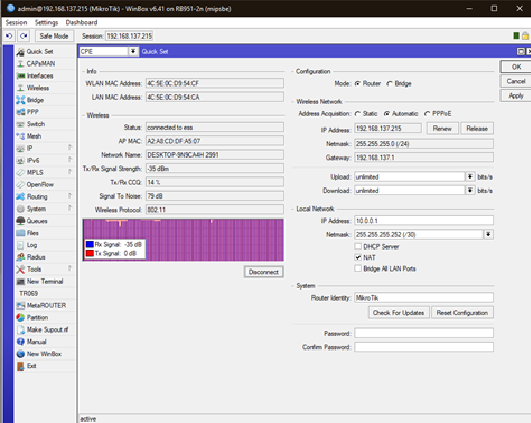 admin@192.168.137.215 (MikroTik) - WinBox v6.41 on RB951-2n (mipsbe)
Session Settings Dashboard
Safe Mode Session: 192.168.137.215
CPE Quick Set
Quick Set
CAPsMAN
Interfaces
Wireless
Bridge
PPP
Switch
Mesh
IP
IPv6
MPLS
OpenFlow
Routing
System
Queues
Files
Log
Radius
Tools
New Terminal
TR069
MetaROUTER
Partition
Make Supout.rif
Manual
New WinBox
Exit
Info
WLAN MAC Address: 4C:5E:0C:D9:54:CF
LAN MAC Address: 4C:5E:0C:D9:54:CA
Wireless
Status: connected to ess
AP MAC: A2:A8:CD:DF:A5:07
Network Name: DESKTOP-9N9CA4H 2991
Tx/Rx Signal Strength: -35 dBm
Tx/Rx CCQ: 14 %
Signal To Noise: 79 dB
Wireless Protocol: 802.11
Rx Signal: -35 dB
Tx Signal: 0 dB
Disconnect
Configuration
Mode: Router Bridge
Wireless Network
Address Acquisition: Static Automatic PPPoE
IP Address: 192.168.137.215 Renew Release
Netmask: 255.255.255.0 (/24)
Gateway: 192.168.137.1
Upload: unlimited bits/s
Download: unlimited bits/s
Local Network
IP Address: 10.0.0.1
Netmask: 255.255.255.252 (/30)
DHCP Server
NAT
Bridge All LAN Ports
System
Router Identity: MikroTik
Check For Updates Reset Configuration
Password:
Confirm Password:
OK
Cancel
Apply
active